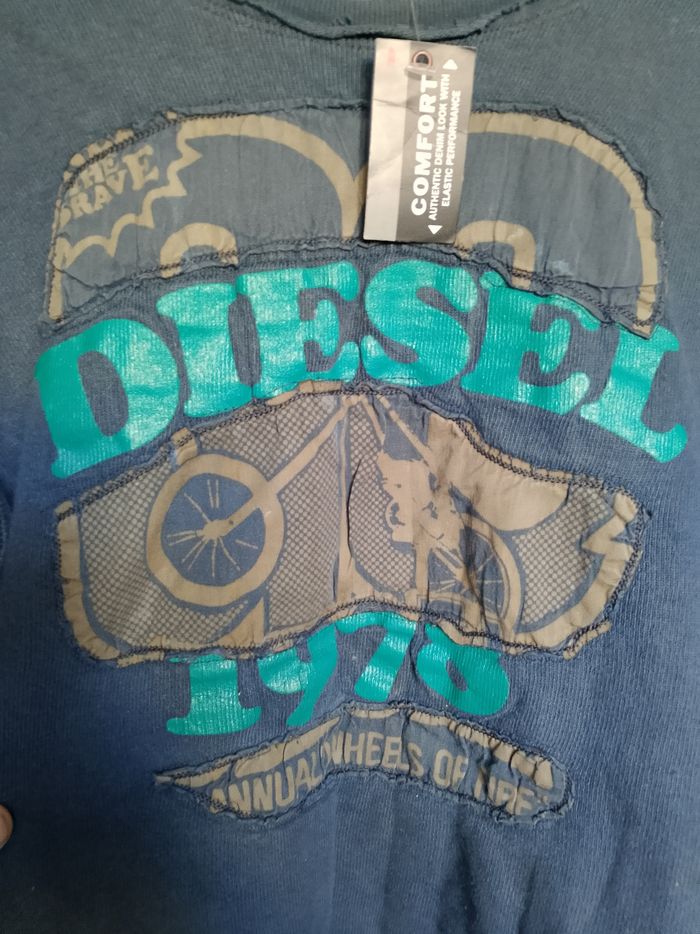 COMFORT
AUTHENTIC DENIM LOOK WITH
ELASTIC PERFORMANCE
THE
BRAVE
DIESEL
1978
ANNUAL WHEELS OF